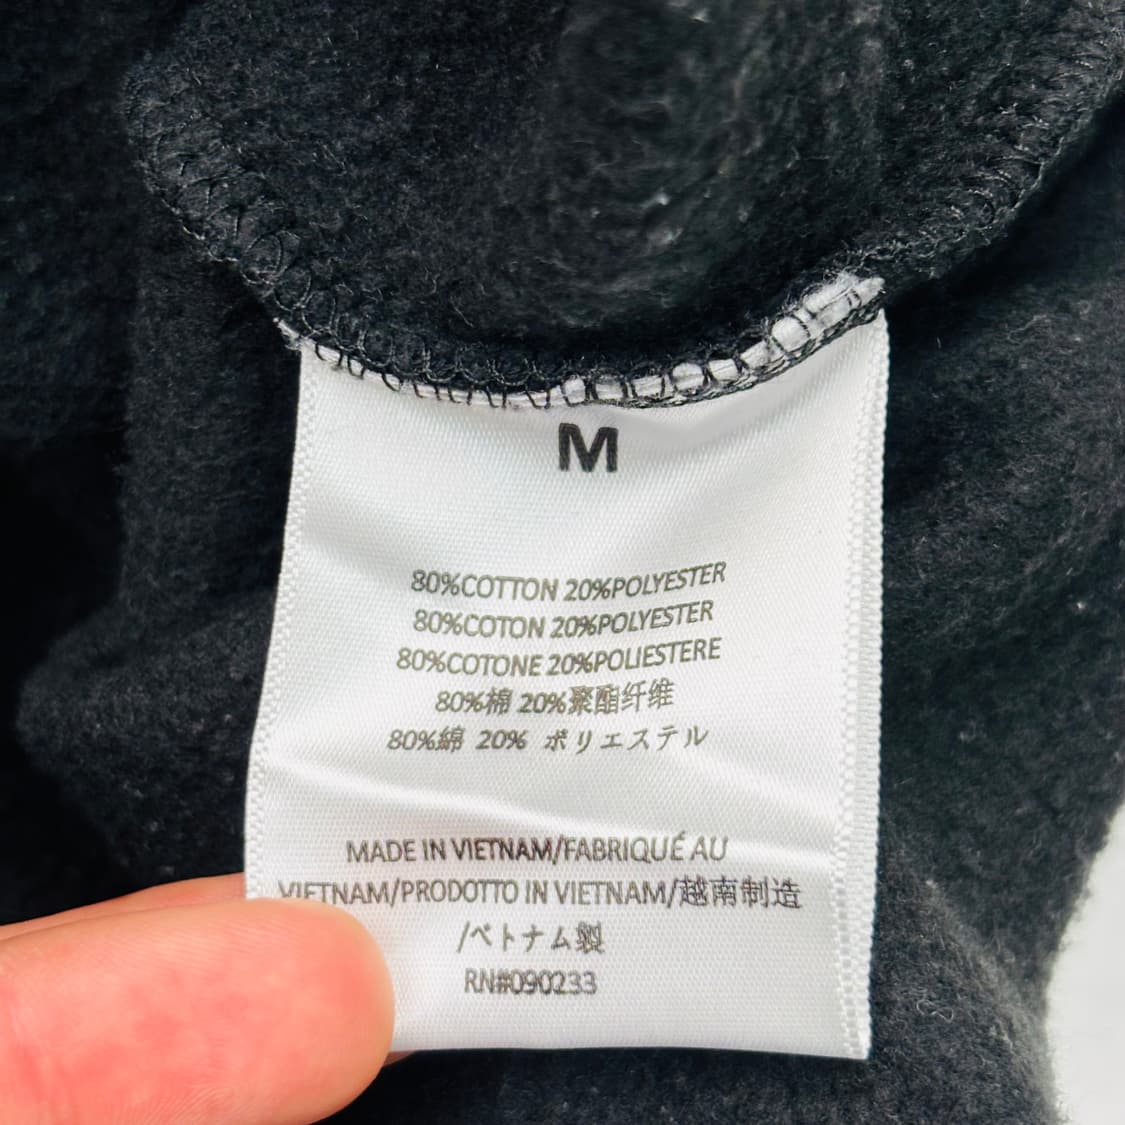 M
80%COTTON 20%POLYESTER
80%COTON 20%POLYESTER
80%COTONE 20%POLIESTERE
80%棉 20%聚酯纤维
80%綿 20% ポリエステル
MADE IN VIETNAM/FABRIQUÉ AU
VIETNAM/PRODOTTO IN VIETNAM/越南制造
/ベトナム製
RN#090233